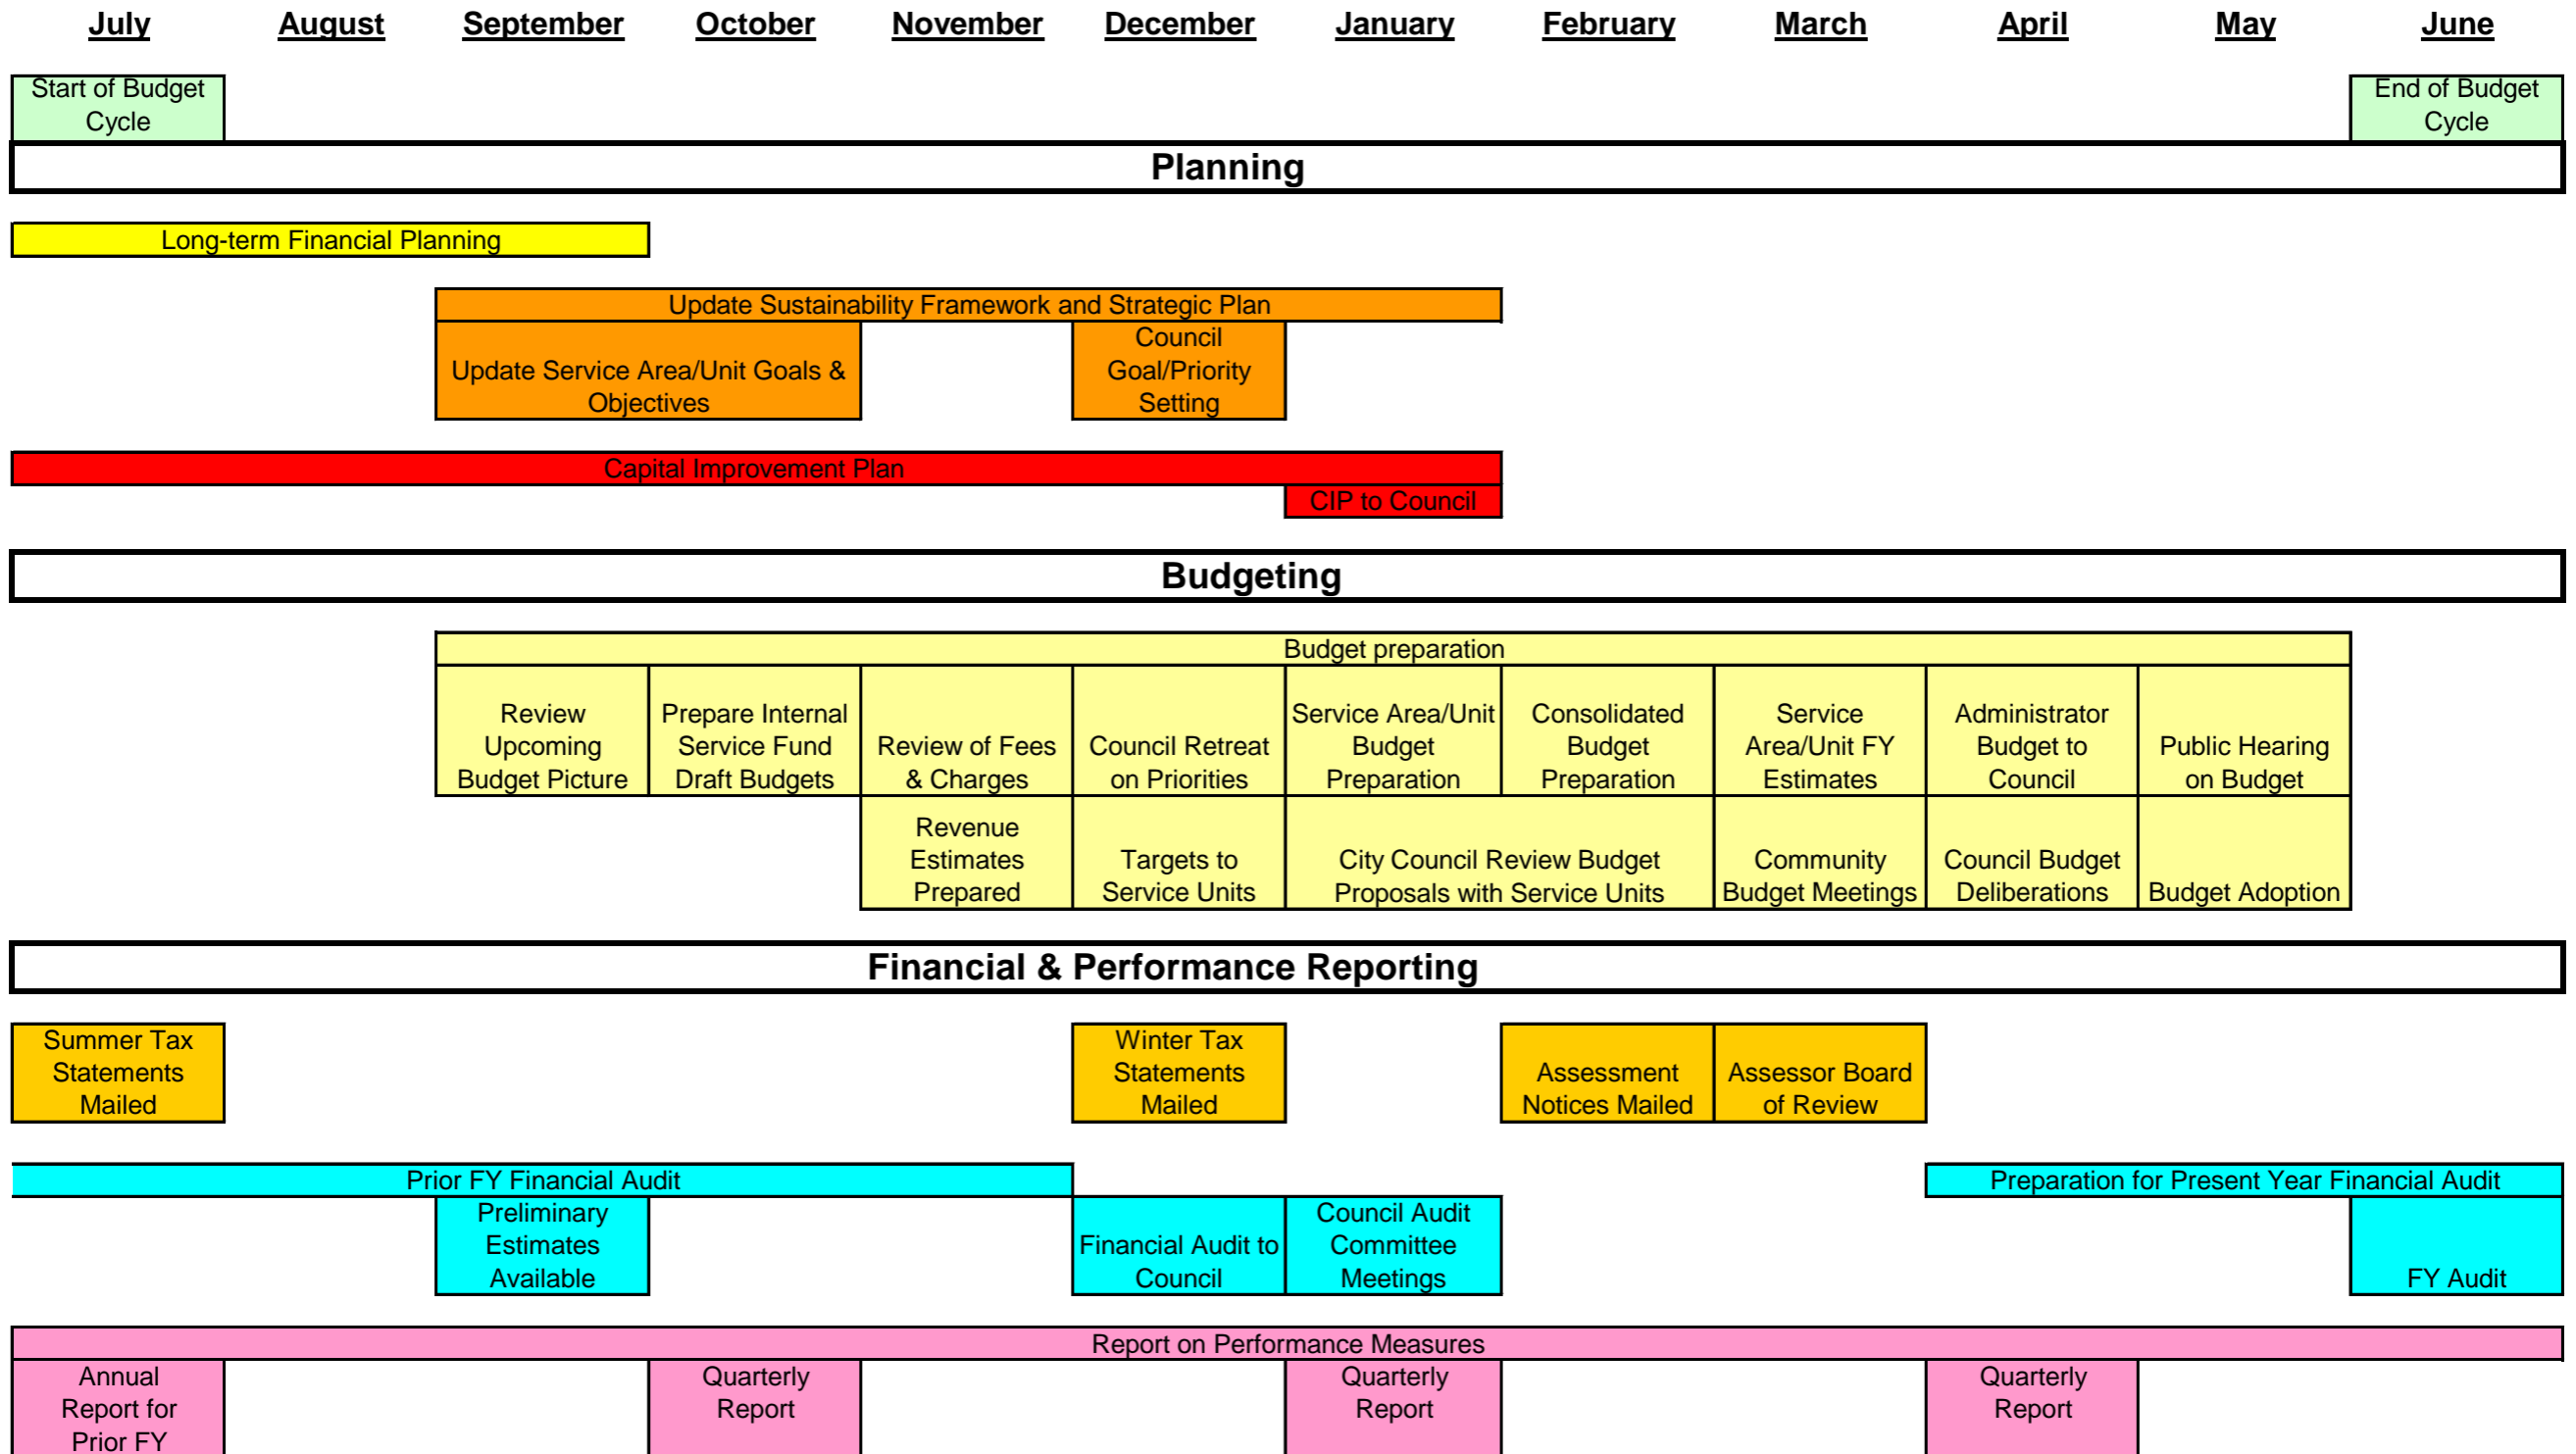 July August September October November December January February March April May June
Start of Budget
Cycle
End of Budget
Cycle
Planning
Long-term Financial Planning
Update Sustainability Framework and Strategic Plan
Update Service Area/Unit Goals &
Objectives
Council
Goal/Priority
Setting
Capital Improvement Plan
CIP to Council
Budgeting
Budget preparation
Review
Upcoming
Budget Picture
Prepare Internal
Service Fund
Draft Budgets
Review of Fees
& Charges
Council Retreat
on Priorities
Service Area/Unit
Budget
Preparation
Consolidated
Budget
Preparation
Service
Area/Unit FY
Estimates
Administrator
Budget to
Council
Public Hearing
on Budget
Revenue
Estimates
Prepared
Targets to
Service Units
City Council Review Budget
Proposals with Service Units
Community
Budget Meetings
Council Budget
Deliberations
Budget Adoption
Financial & Performance Reporting
Summer Tax
Statements
Mailed
Winter Tax
Statements
Mailed
Assessment
Notices Mailed
Assessor Board
of Review
Prior FY Financial Audit
Preparation for Present Year Financial Audit
Preliminary
Estimates
Available
Financial Audit to
Council
Council Audit
Committee
Meetings
FY Audit
Report on Performance Measures
Annual
Report for
Prior FY
Quarterly
Report
Quarterly
Report
Quarterly
Report